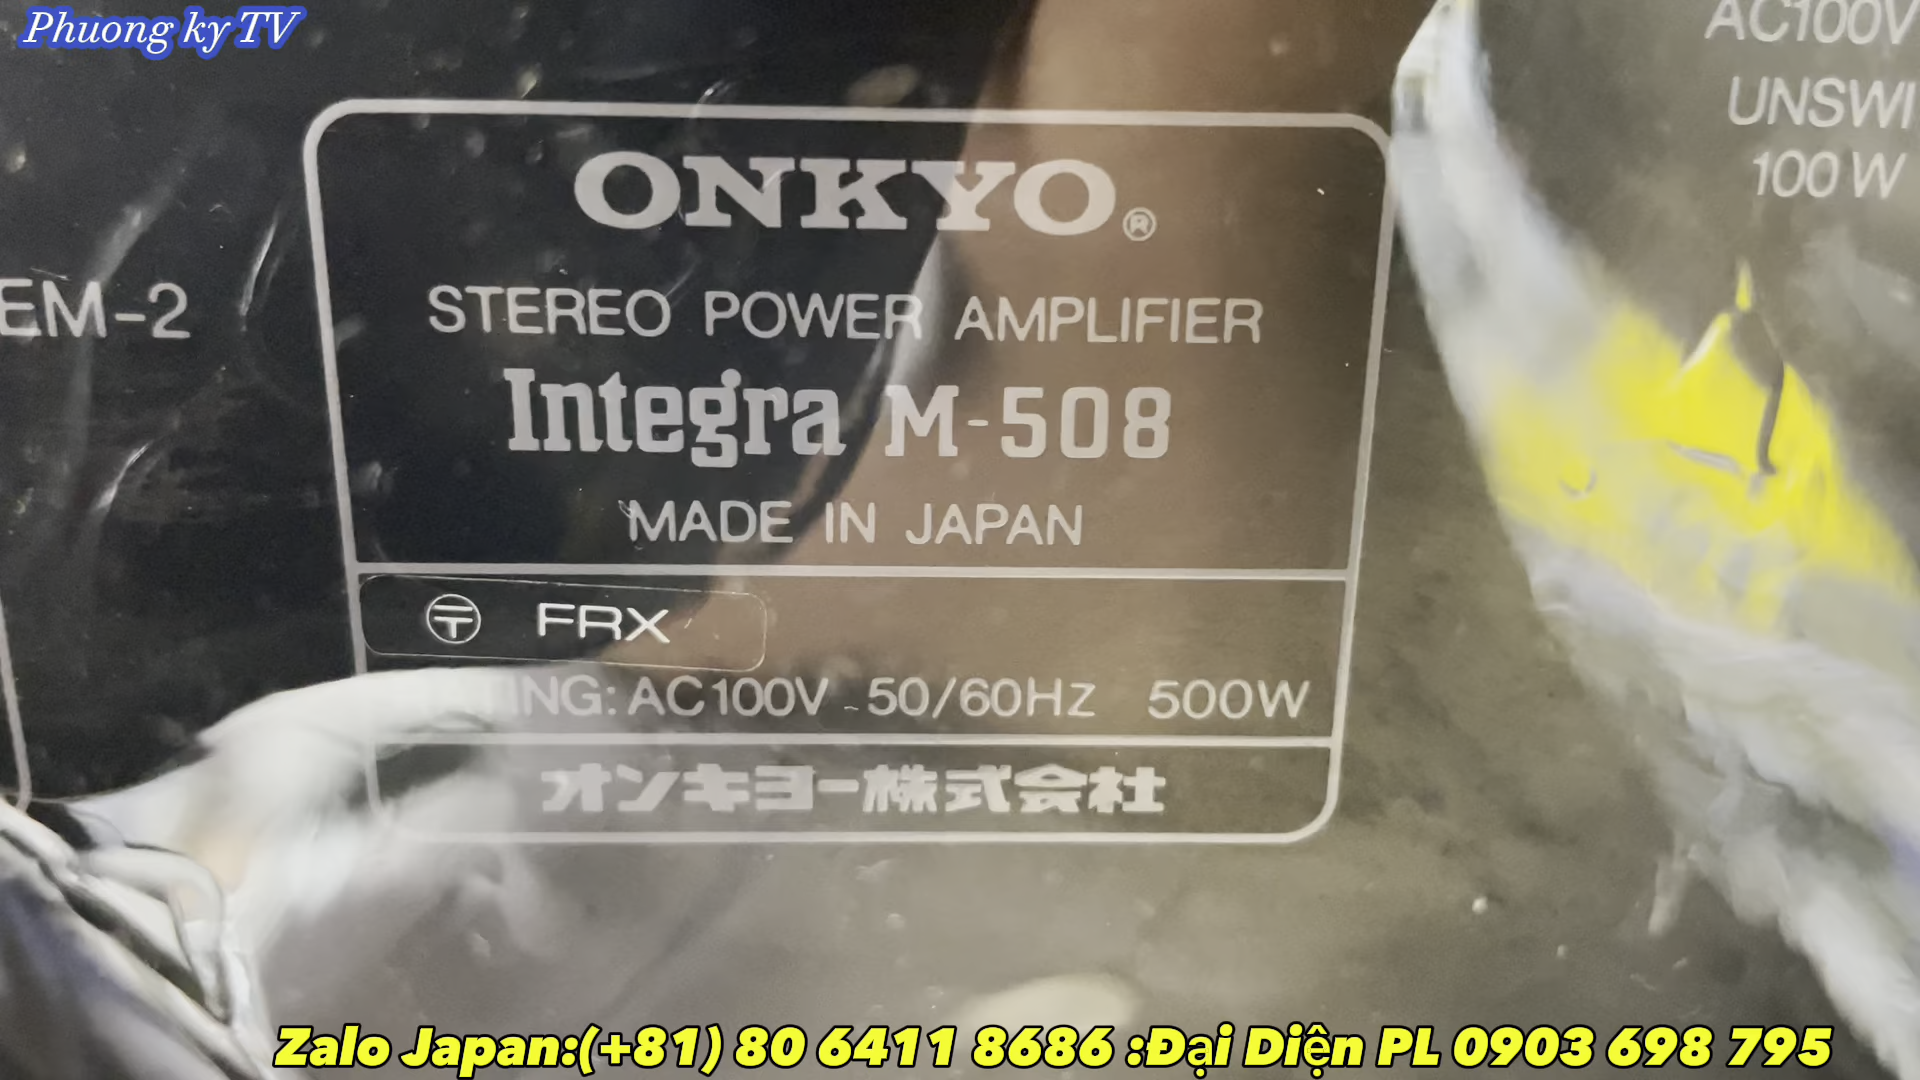 Phuong ky TV
AC100V
UNSWI
100 W
EM-2
ONKYO®
STEREO POWER AMPLIFIER
Integra M-508
MADE IN JAPAN
〒 FRX
RATING: AC100V 50/60Hz 500W
オンキヨー株式会社
Zalo Japan:(+81) 80 6411 8686 :Đại Diện PL 0903 698 795